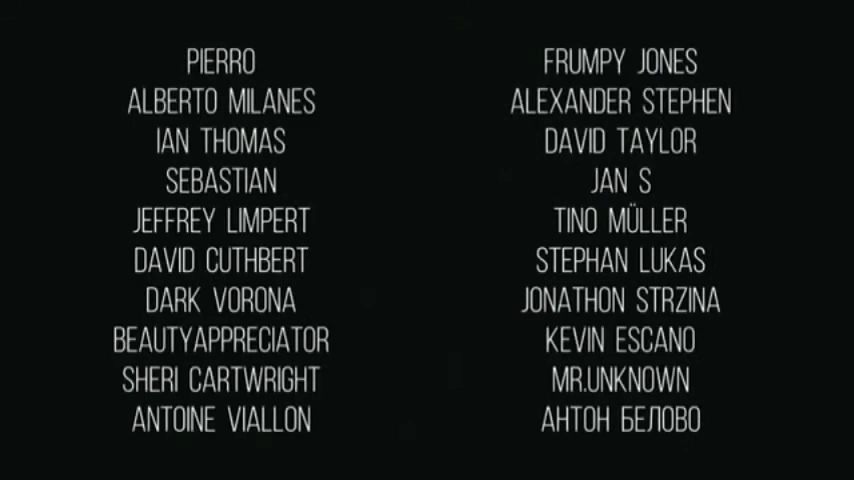 PIERRO
ALBERTO MILANES
IAN THOMAS
SEBASTIAN
JEFFREY LIMPERT
DAVID CUTHBERT
DARK VORONA
BEAUTYAPPRECIATOR
SHERI CARTWRIGHT
ANTOINE VIALLON
FRUMPY JONES
ALEXANDER STEPHEN
DAVID TAYLOR
JAN S
TINO MÜLLER
STEPHAN LUKAS
JONATHON STRZINA
KEVIN ESCANO
MR.UNKNOWN
АНТОН БЕЛОВО